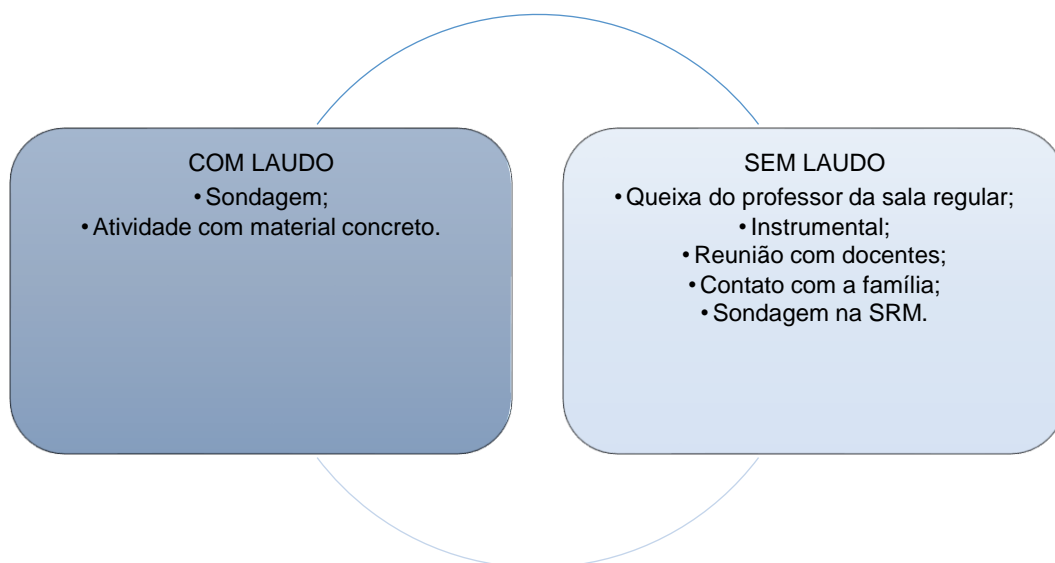 COM LAUDO
• Sondagem;
• Atividade com material concreto.
SEM LAUDO
• Queixa do professor da sala regular;
• Instrumental;
• Reunião com docentes;
• Contato com a família;
• Sondagem na SRM.